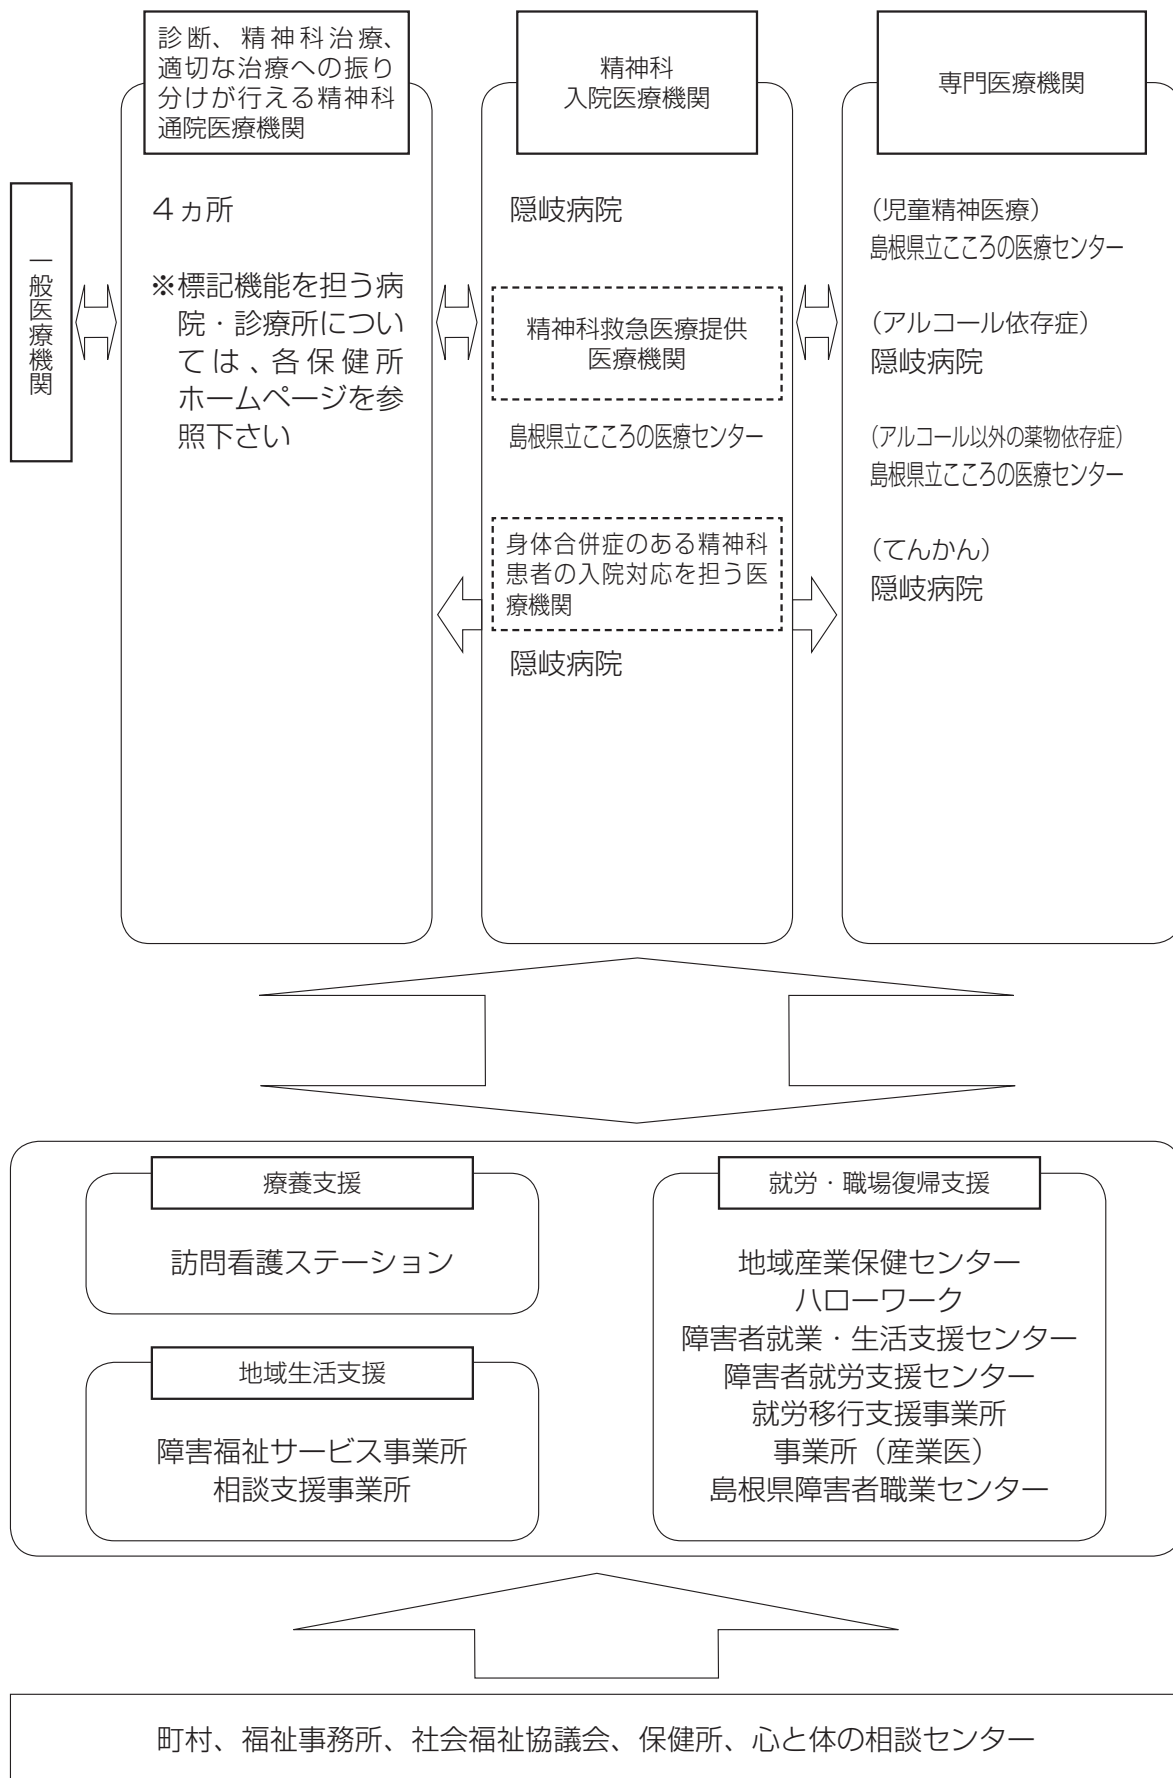 診断、精神科治療、
適切な治療への振り
分けが行える精神科
通院医療機関
精神科
入院医療機関
専門医療機関
一般医療機関
4ヵ所
※標記機能を担う病
院・診療所につい
ては、各保健所
ホームページを参
照下さい
隠岐病院
精神科救急医療提供
医療機関
島根県立こころの医療センター
身体合併症のある精神科
患者の入院対応を担う医
療機関
隠岐病院
(児童精神医療)
島根県立こころの医療センター
(アルコール依存症)
隠岐病院
(アルコール以外の薬物依存症)
島根県立こころの医療センター
(てんかん)
隠岐病院
療養支援
訪問看護ステーション
地域生活支援
障害福祉サービス事業所
相談支援事業所
就労・職場復帰支援
地域産業保健センター
ハローワーク
障害者就業・生活支援センター
障害者就労支援センター
就労移行支援事業所
事業所（産業医）
島根県障害者職業センター
町村、福祉事務所、社会福祉協議会、保健所、心と体の相談センター